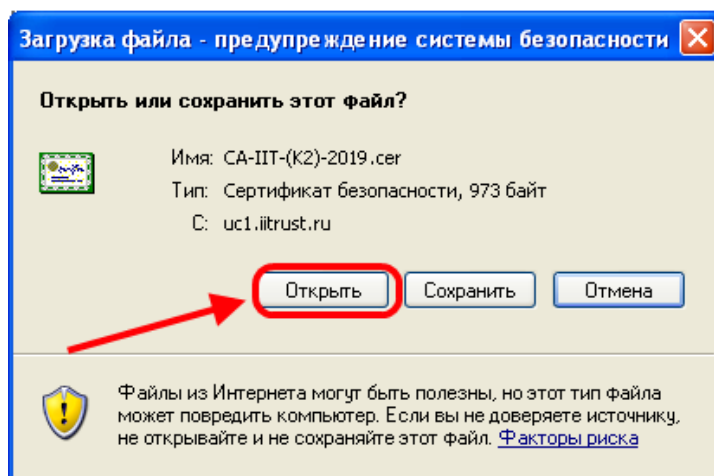 Загрузка файла - предупреждение системы безопасности
Открыть или сохранить этот файл?
Имя: CA-IIT-(K2)-2019.cer
Тип: Сертификат безопасности, 973 байт
С: uc1.iitrust.ru
Открыть Сохранить Отмена
Файлы из Интернета могут быть полезны, но этот тип файла
может повредить компьютер. Если вы не доверяете источнику,
не открывайте и не сохраняйте этот файл. Факторы риска